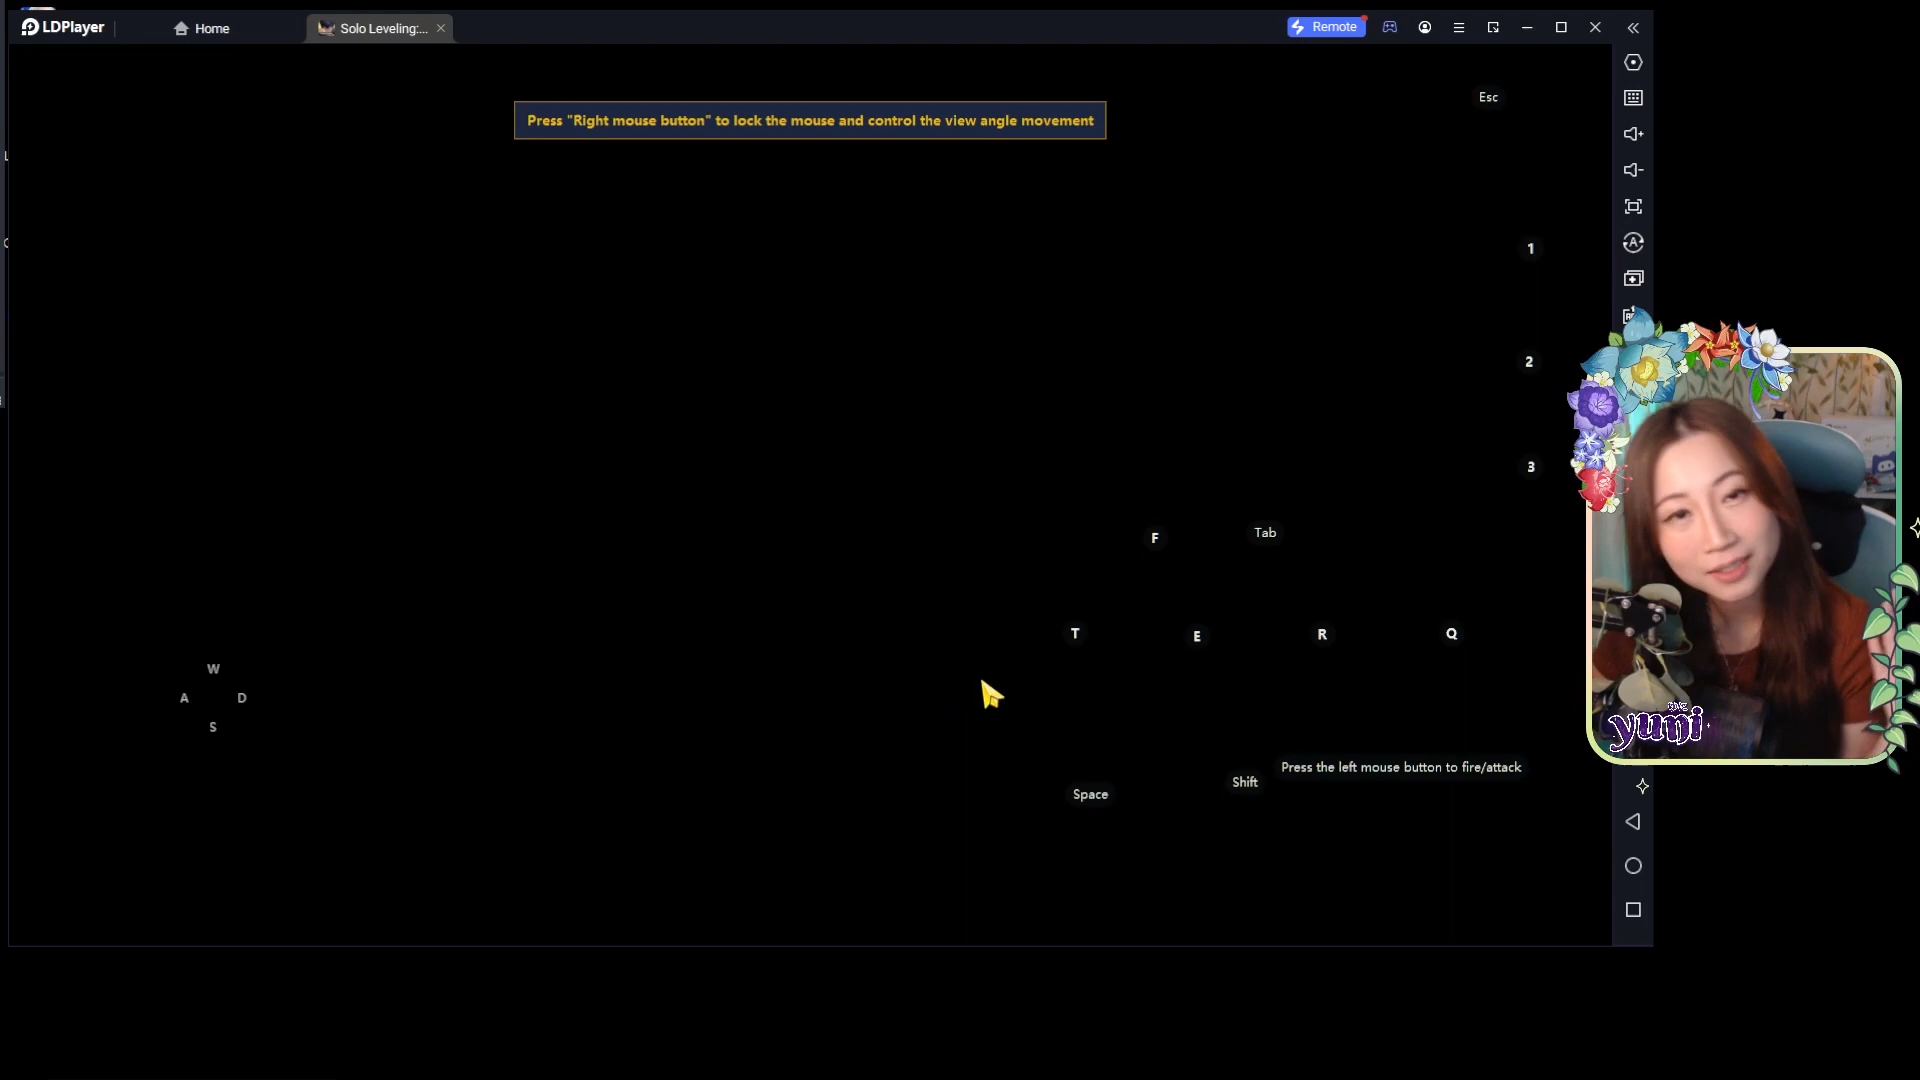 LDPlayer
Home
Solo Leveling:...
Remote
Press "Right mouse button" to lock the mouse and control the view angle movement
Esc
1
2
3
F
Tab
T
E
R
Q
W
A
D
S
Press the left mouse button to fire/attack
Shift
Space
yuni